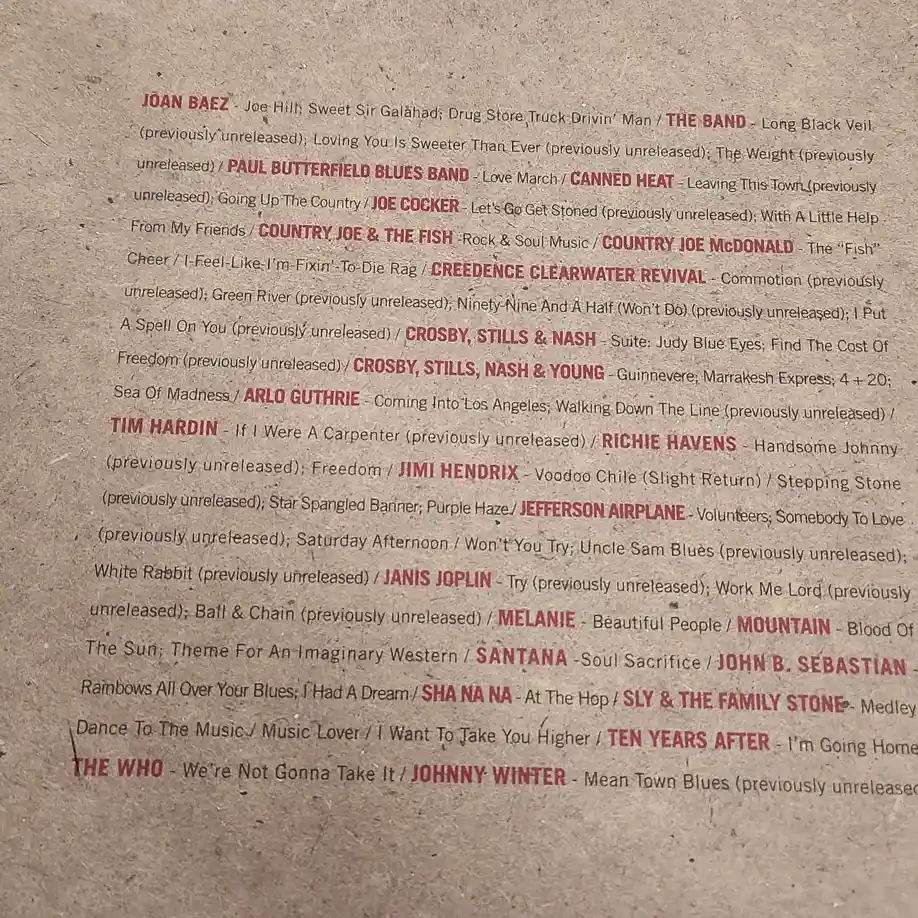 JOAN BAEZ - Joe Hill; Sweet Sir Galahad; Drug Store Truck Drivin' Man / THE BAND - Long Black Veil
(previously unreleased); Loving You Is Sweeter Than Ever (previously unreleased); The Weight (previously
unreleased) / PAUL BUTTERFIELD BLUES BAND - Love March / CANNED HEAT - Leaving This Town (previously
unreleased); Going Up The Country / JOE COCKER - Let's Go Get Stoned (previously unreleased); With A Little Help
From My Friends / COUNTRY JOE & THE FISH -Rock & Soul Music / COUNTRY JOE McDONALD - The "Fish"
Cheer / I-Feel-Like-I'm-Fixin'-To-Die Rag / CREEDENCE CLEARWATER REVIVAL - Commotion (previously
unreleased); Green River (previously unreleased); Ninety-Nine And A Half (Won't Do) (previously unreleased); I Put
A Spell On You (previously unreleased) / CROSBY, STILLS & NASH - Suite: Judy Blue Eyes; Find The Cost Of
Freedom (previously unreleased) / CROSBY, STILLS, NASH & YOUNG - Guinnevere; Marrakesh Express; 4 + 20;
Sea Of Madness / ARLO GUTHRIE - Coming Into Los Angeles; Walking Down The Line (previously unreleased) /
TIM HARDIN - If I Were A Carpenter (previously unreleased) / RICHIE HAVENS - Handsome Johnny
(previously unreleased); Freedom / JIMI HENDRIX - Voodoo Chile (Slight Return) / Stepping Stone
(previously unreleased); Star Spangled Banner; Purple Haze / JEFFERSON AIRPLANE - Volunteers; Somebody To Love
(previously unreleased); Saturday Afternoon / Won't You Try; Uncle Sam Blues (previously unreleased);
White Rabbit (previously unreleased) / JANIS JOPLIN - Try (previously unreleased); Work Me Lord (previously
unreleased); Ball & Chain (previously unreleased) / MELANIE - Beautiful People / MOUNTAIN - Blood Of
The Sun; Theme For An Imaginary Western / SANTANA -Soul Sacrifice / JOHN B. SEBASTIAN -
Rainbows All Over Your Blues; I Had A Dream / SHA NA NA - At The Hop / SLY & THE FAMILY STONE - Medley
Dance To The Music / Music Lover / I Want To Take You Higher / TEN YEARS AFTER - I'm Going Home
THE WHO - We're Not Gonna Take It / JOHNNY WINTER - Mean Town Blues (previously unreleased